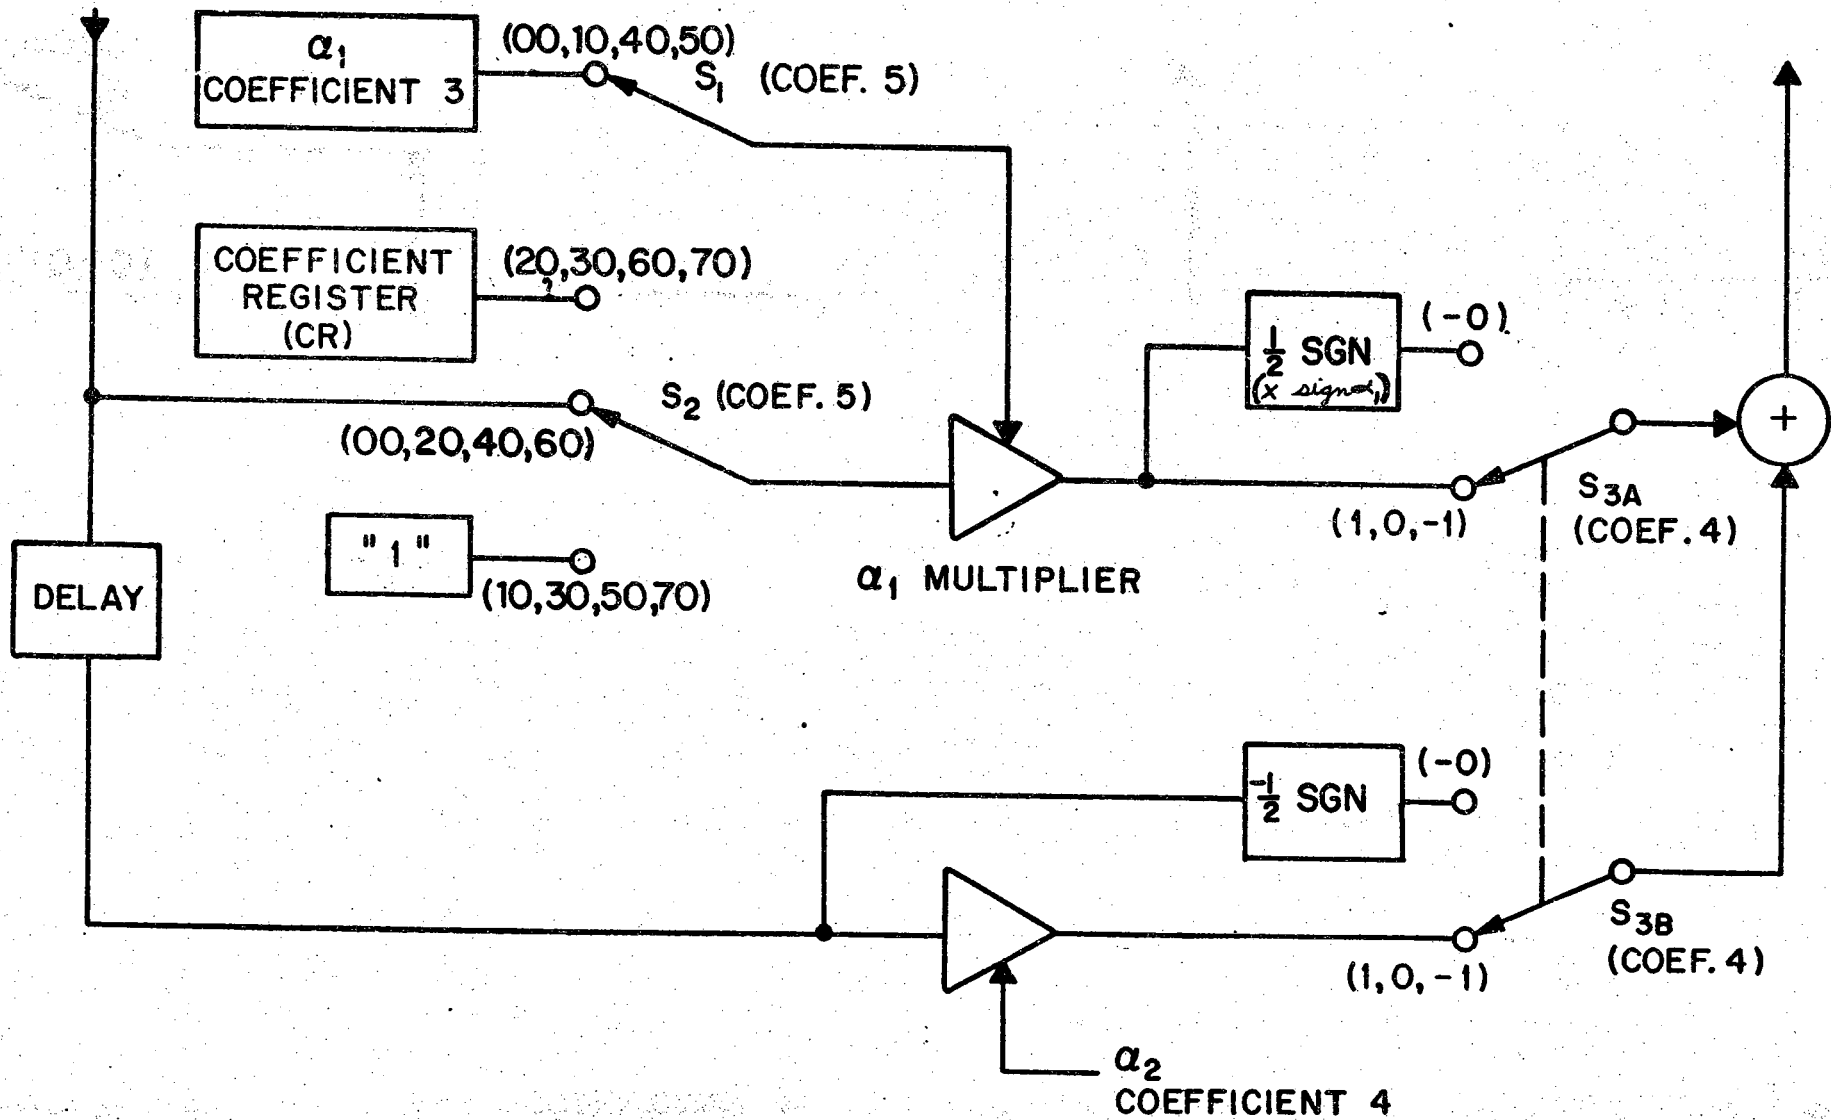 α1
COEFFICIENT 3
(00,10,40,50)
S1 (COEF. 5)
COEFFICIENT
REGISTER
(CR)
(20,30,60,70)
S2 (COEF. 5)
(00,20,40,60)
"1"
(10,30,50,70)
DELAY
α1 MULTIPLIER
1/2 SGN
(-0)
(1,0,-1)
S3A
(COEF. 4)
+
-1/2 SGN
(-0)
(1,0,-1)
S3B
(COEF. 4)
α2
COEFFICIENT 4